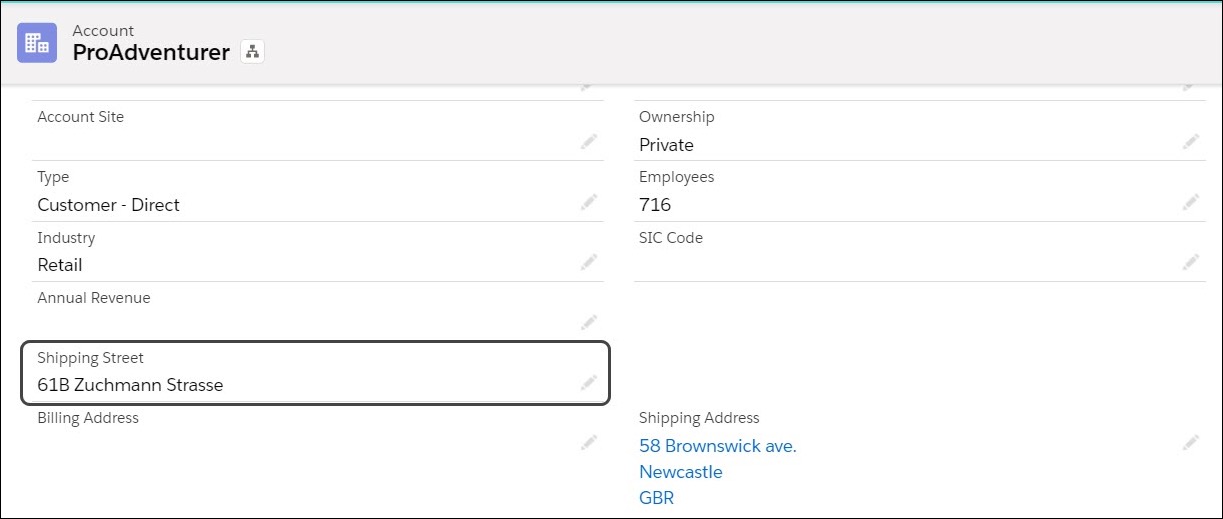 Account
ProAdventurer
Account Site
Ownership
Private
Type
Customer - Direct
Employees
716
Industry
Retail
SIC Code
Annual Revenue
Shipping Street
61B Zuchmann Strasse
Billing Address
Shipping Address
58 Brownswick ave.
Newcastle
GBR